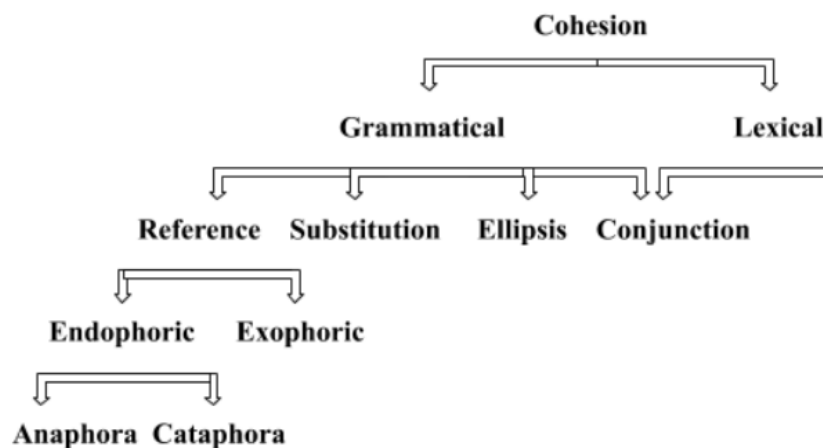 Cohesion
Grammatical Lexical
Reference Substitution Ellipsis Conjunction
Endophoric Exophoric
Anaphora Cataphora